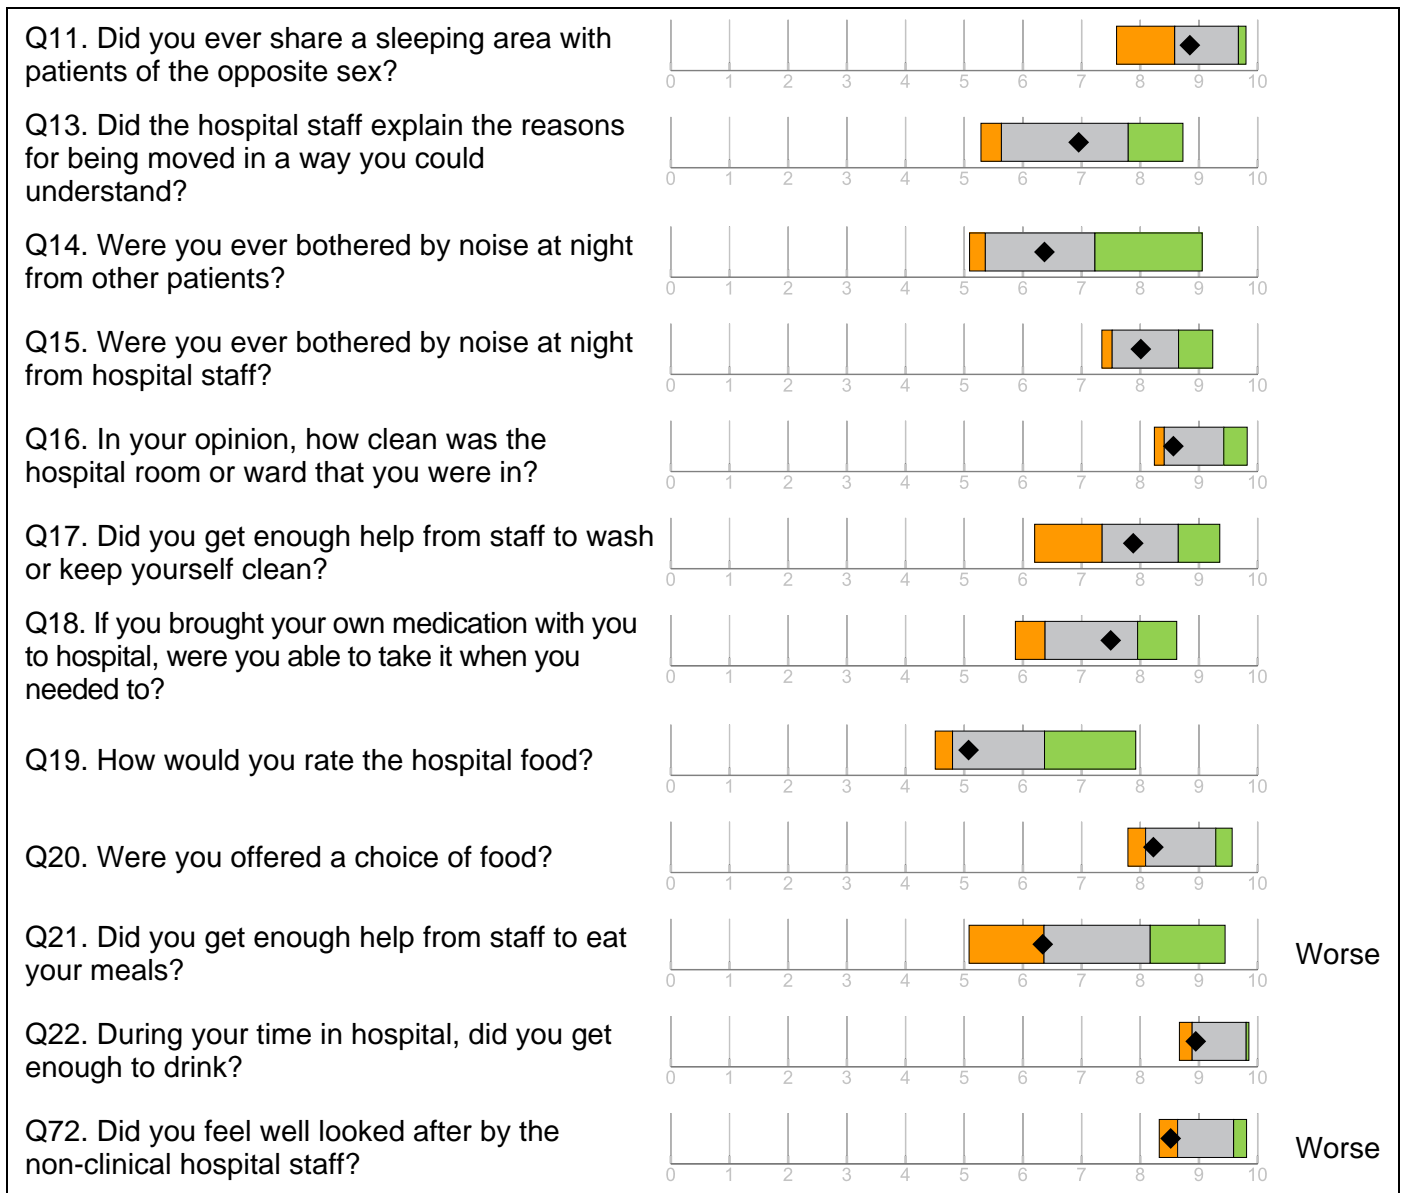 Q11. Did you ever share a sleeping area with
patients of the opposite sex?
0 1 2 3 4 5 6 7 8 9 10
Q13. Did the hospital staff explain the reasons
for being moved in a way you could
understand?
0 1 2 3 4 5 6 7 8 9 10
Q14. Were you ever bothered by noise at night
from other patients?
0 1 2 3 4 5 6 7 8 9 10
Q15. Were you ever bothered by noise at night
from hospital staff?
0 1 2 3 4 5 6 7 8 9 10
Q16. In your opinion, how clean was the
hospital room or ward that you were in?
0 1 2 3 4 5 6 7 8 9 10
Q17. Did you get enough help from staff to wash
or keep yourself clean?
0 1 2 3 4 5 6 7 8 9 10
Q18. If you brought your own medication with you
to hospital, were you able to take it when you
needed to?
0 1 2 3 4 5 6 7 8 9 10
Q19. How would you rate the hospital food?
0 1 2 3 4 5 6 7 8 9 10
Q20. Were you offered a choice of food?
0 1 2 3 4 5 6 7 8 9 10
Q21. Did you get enough help from staff to eat
your meals?
Worse
0 1 2 3 4 5 6 7 8 9 10
Q22. During your time in hospital, did you get
enough to drink?
0 1 2 3 4 5 6 7 8 9 10
Q72. Did you feel well looked after by the
non-clinical hospital staff?
Worse
0 1 2 3 4 5 6 7 8 9 10